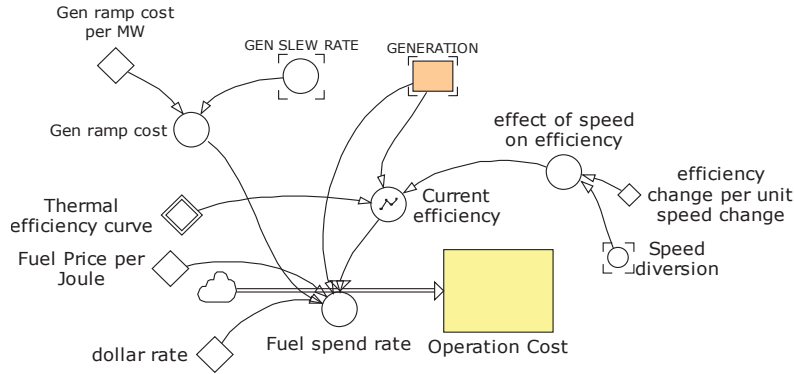 Gen ramp cost
per MW
GEN SLEW RATE
GENERATION
Gen ramp cost
effect of speed
on efficiency
efficiency
change per unit
speed change
Thermal
efficiency curve
Current
efficiency
Speed
diversion
Fuel Price per
Joule
dollar rate
Fuel spend rate
Operation Cost